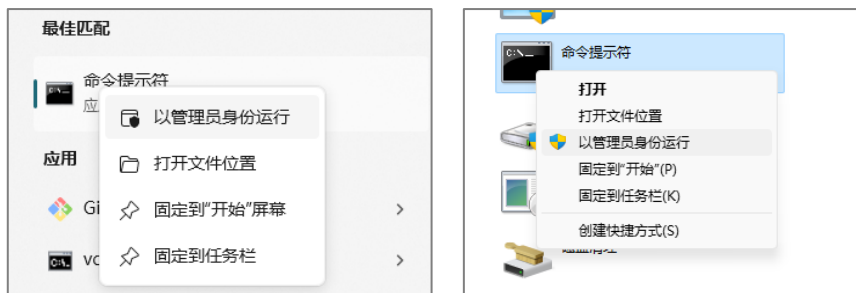 最佳匹配
命令提示符
应
以管理员身份运行
打开文件位置
应用
Gi
固定到"开始"屏幕
vc
固定到任务栏
命令提示符
打开
打开文件位置
以管理员身份运行
固定到"开始"(P)
固定到任务栏(K)
创建快捷方式(S)
磁盘清理